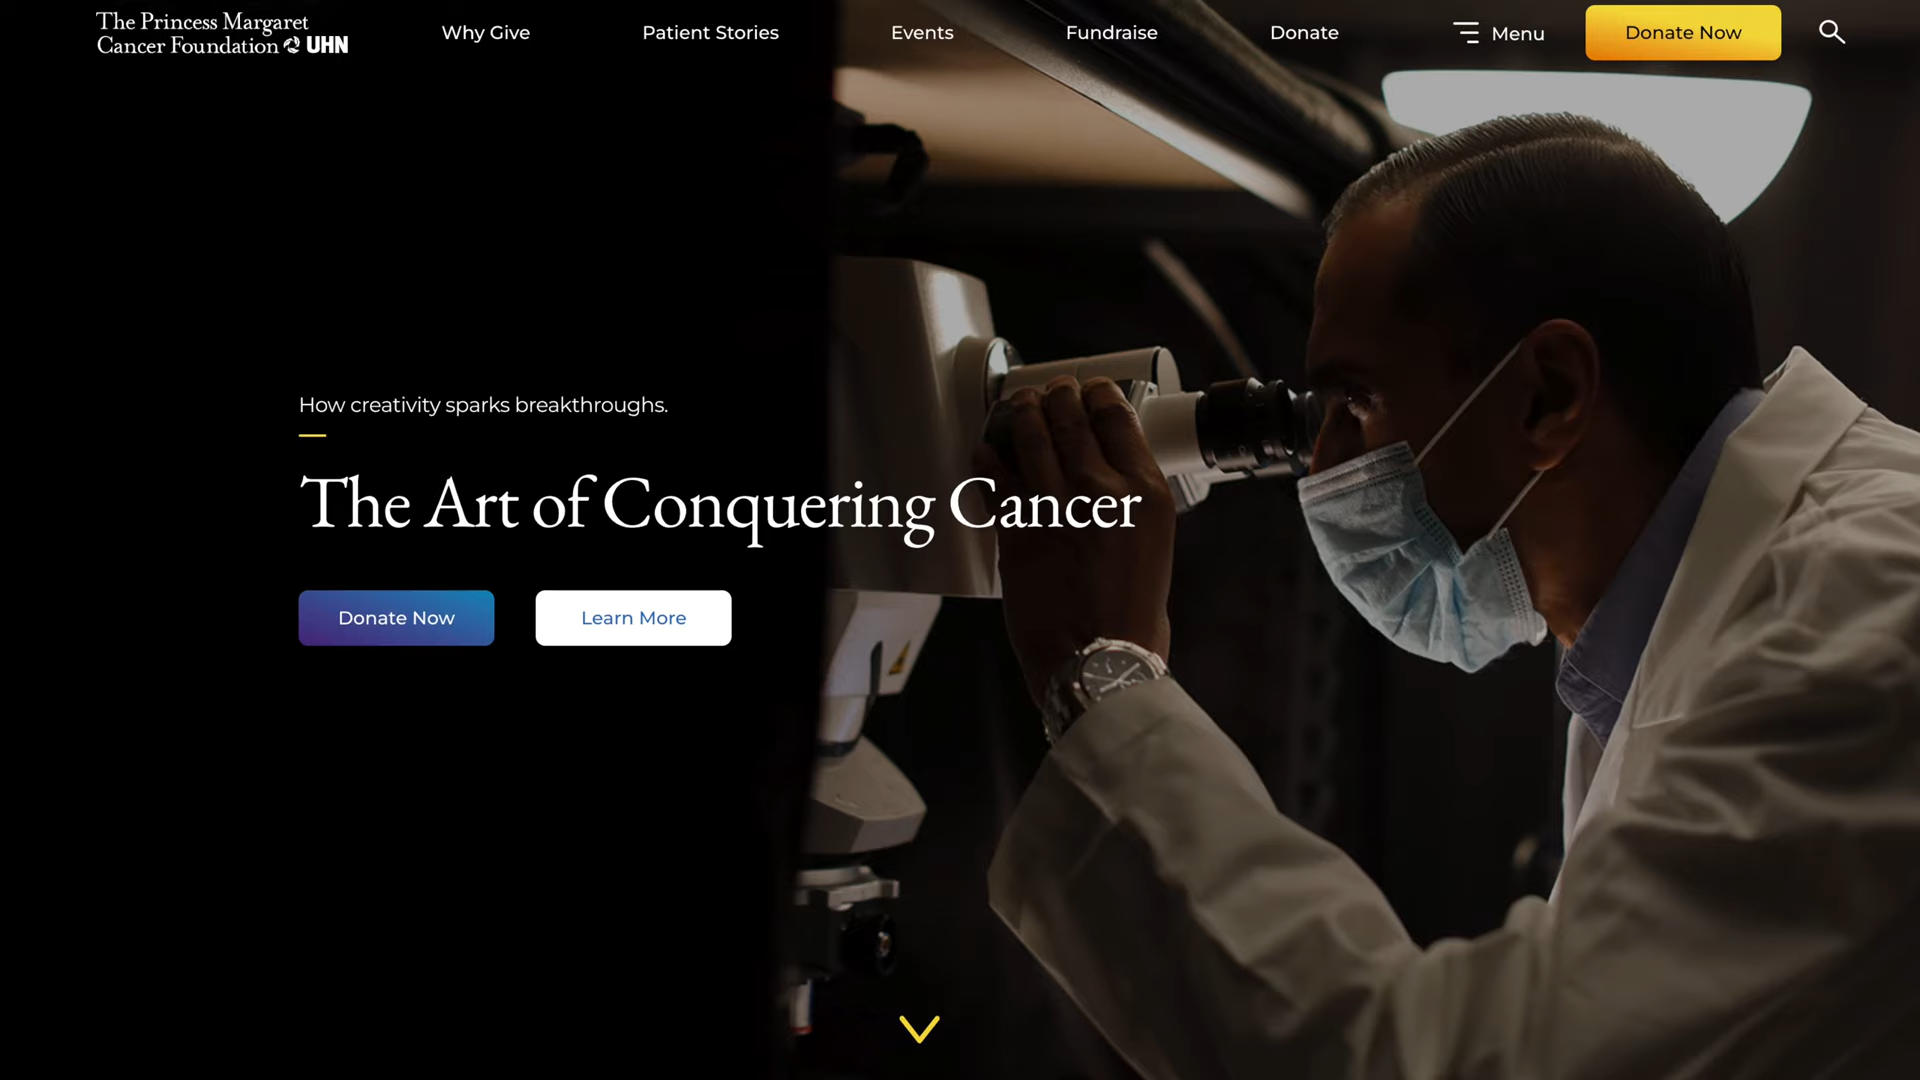 The Princess Margaret
Cancer Foundation UHN
Why Give
Patient Stories
Events
Fundraise
Donate
Menu
Donate Now
How creativity sparks breakthroughs.
The Art of Conquering Cancer
Donate Now
Learn More